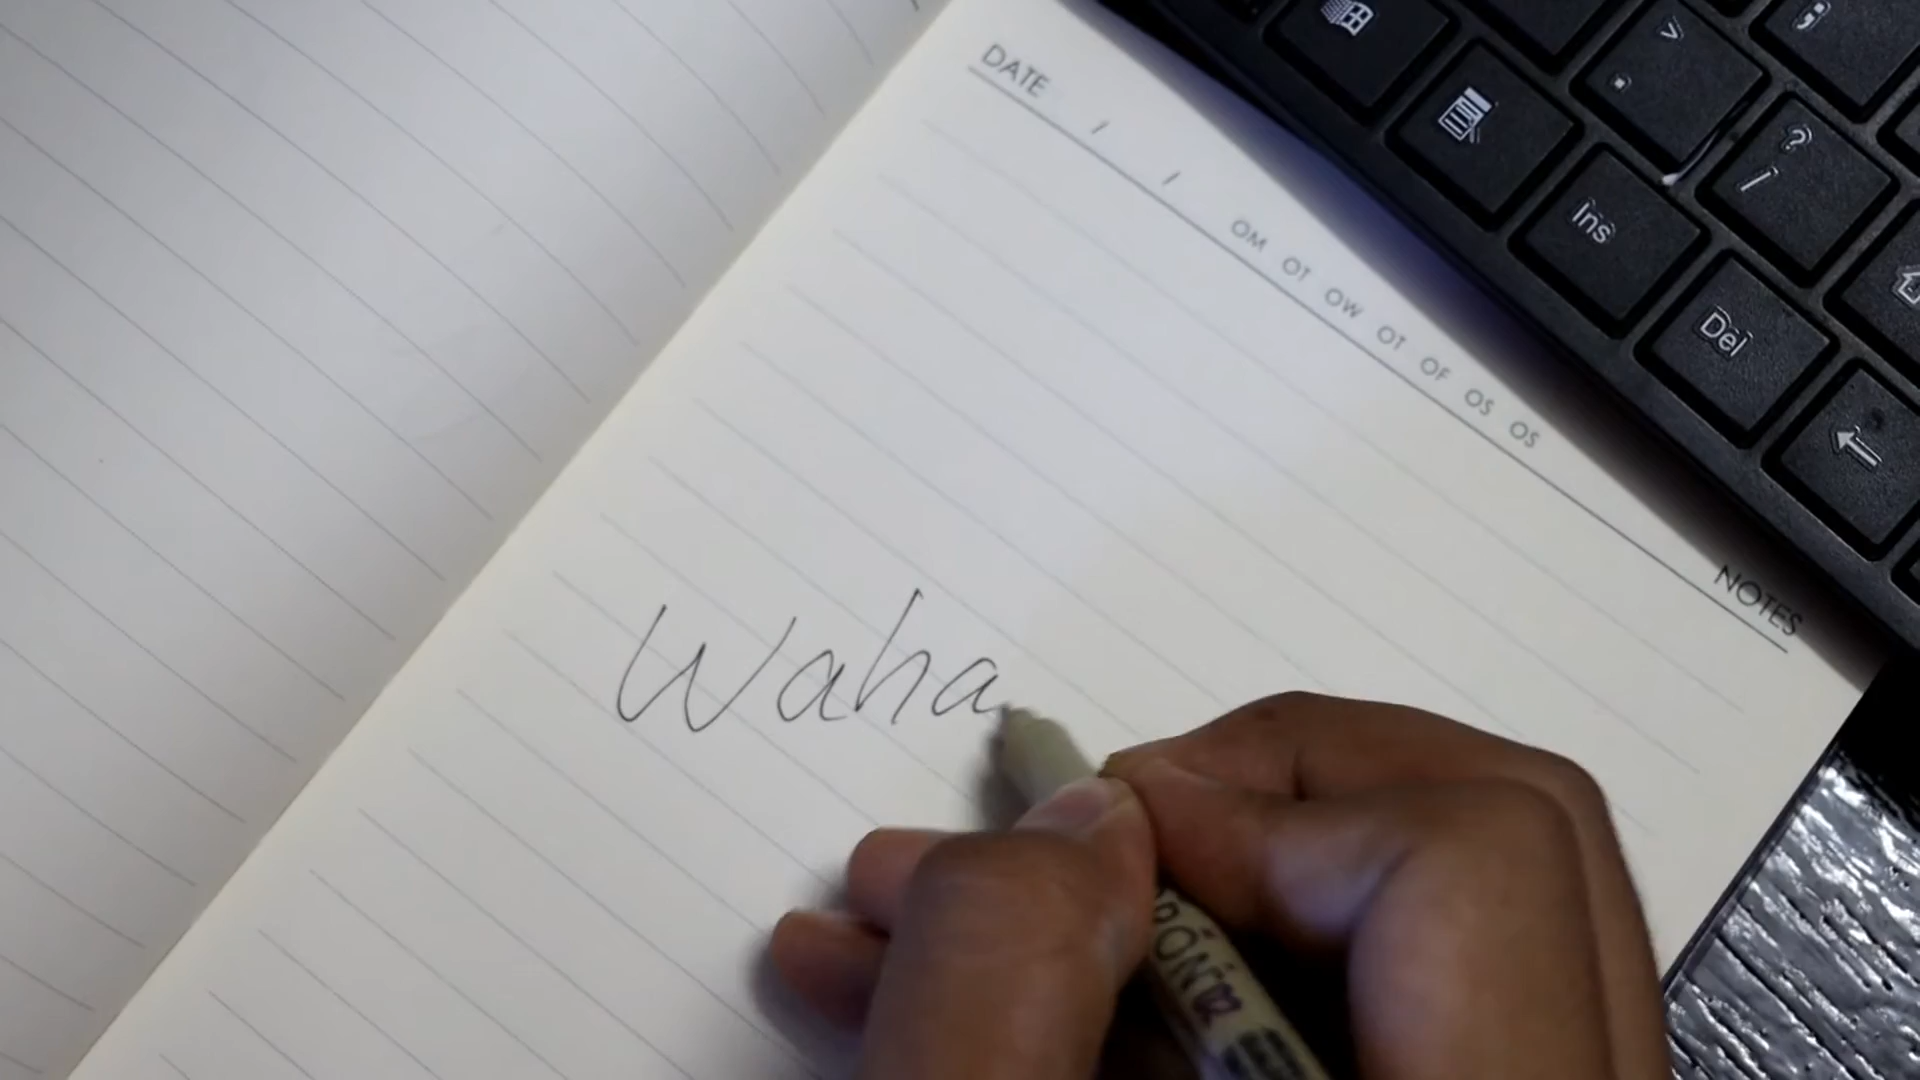 DATE / /
OM OT OW OT OF OS OS
NOTES
Waha
V
.
?
/
Ins
Del